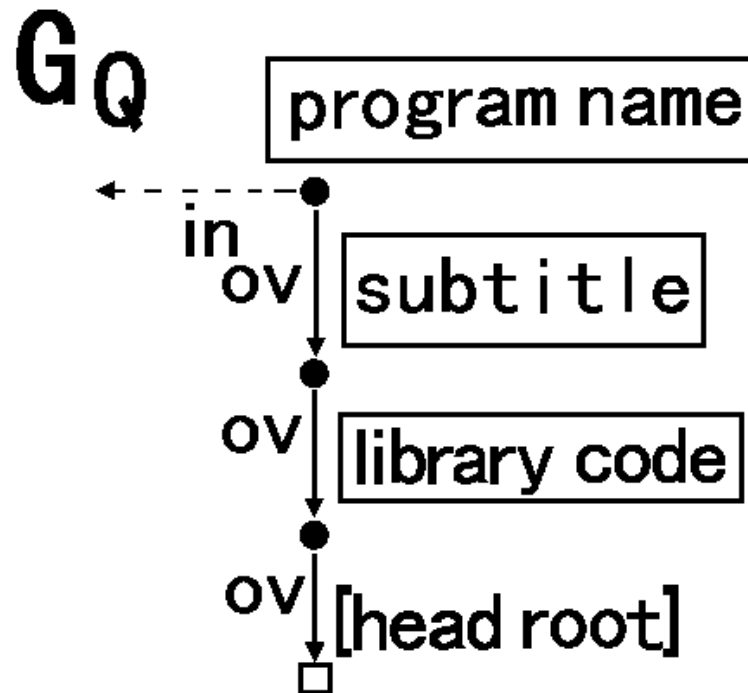 GQ
program name
in
ov
subtitle
ov
library code
ov
[head root]